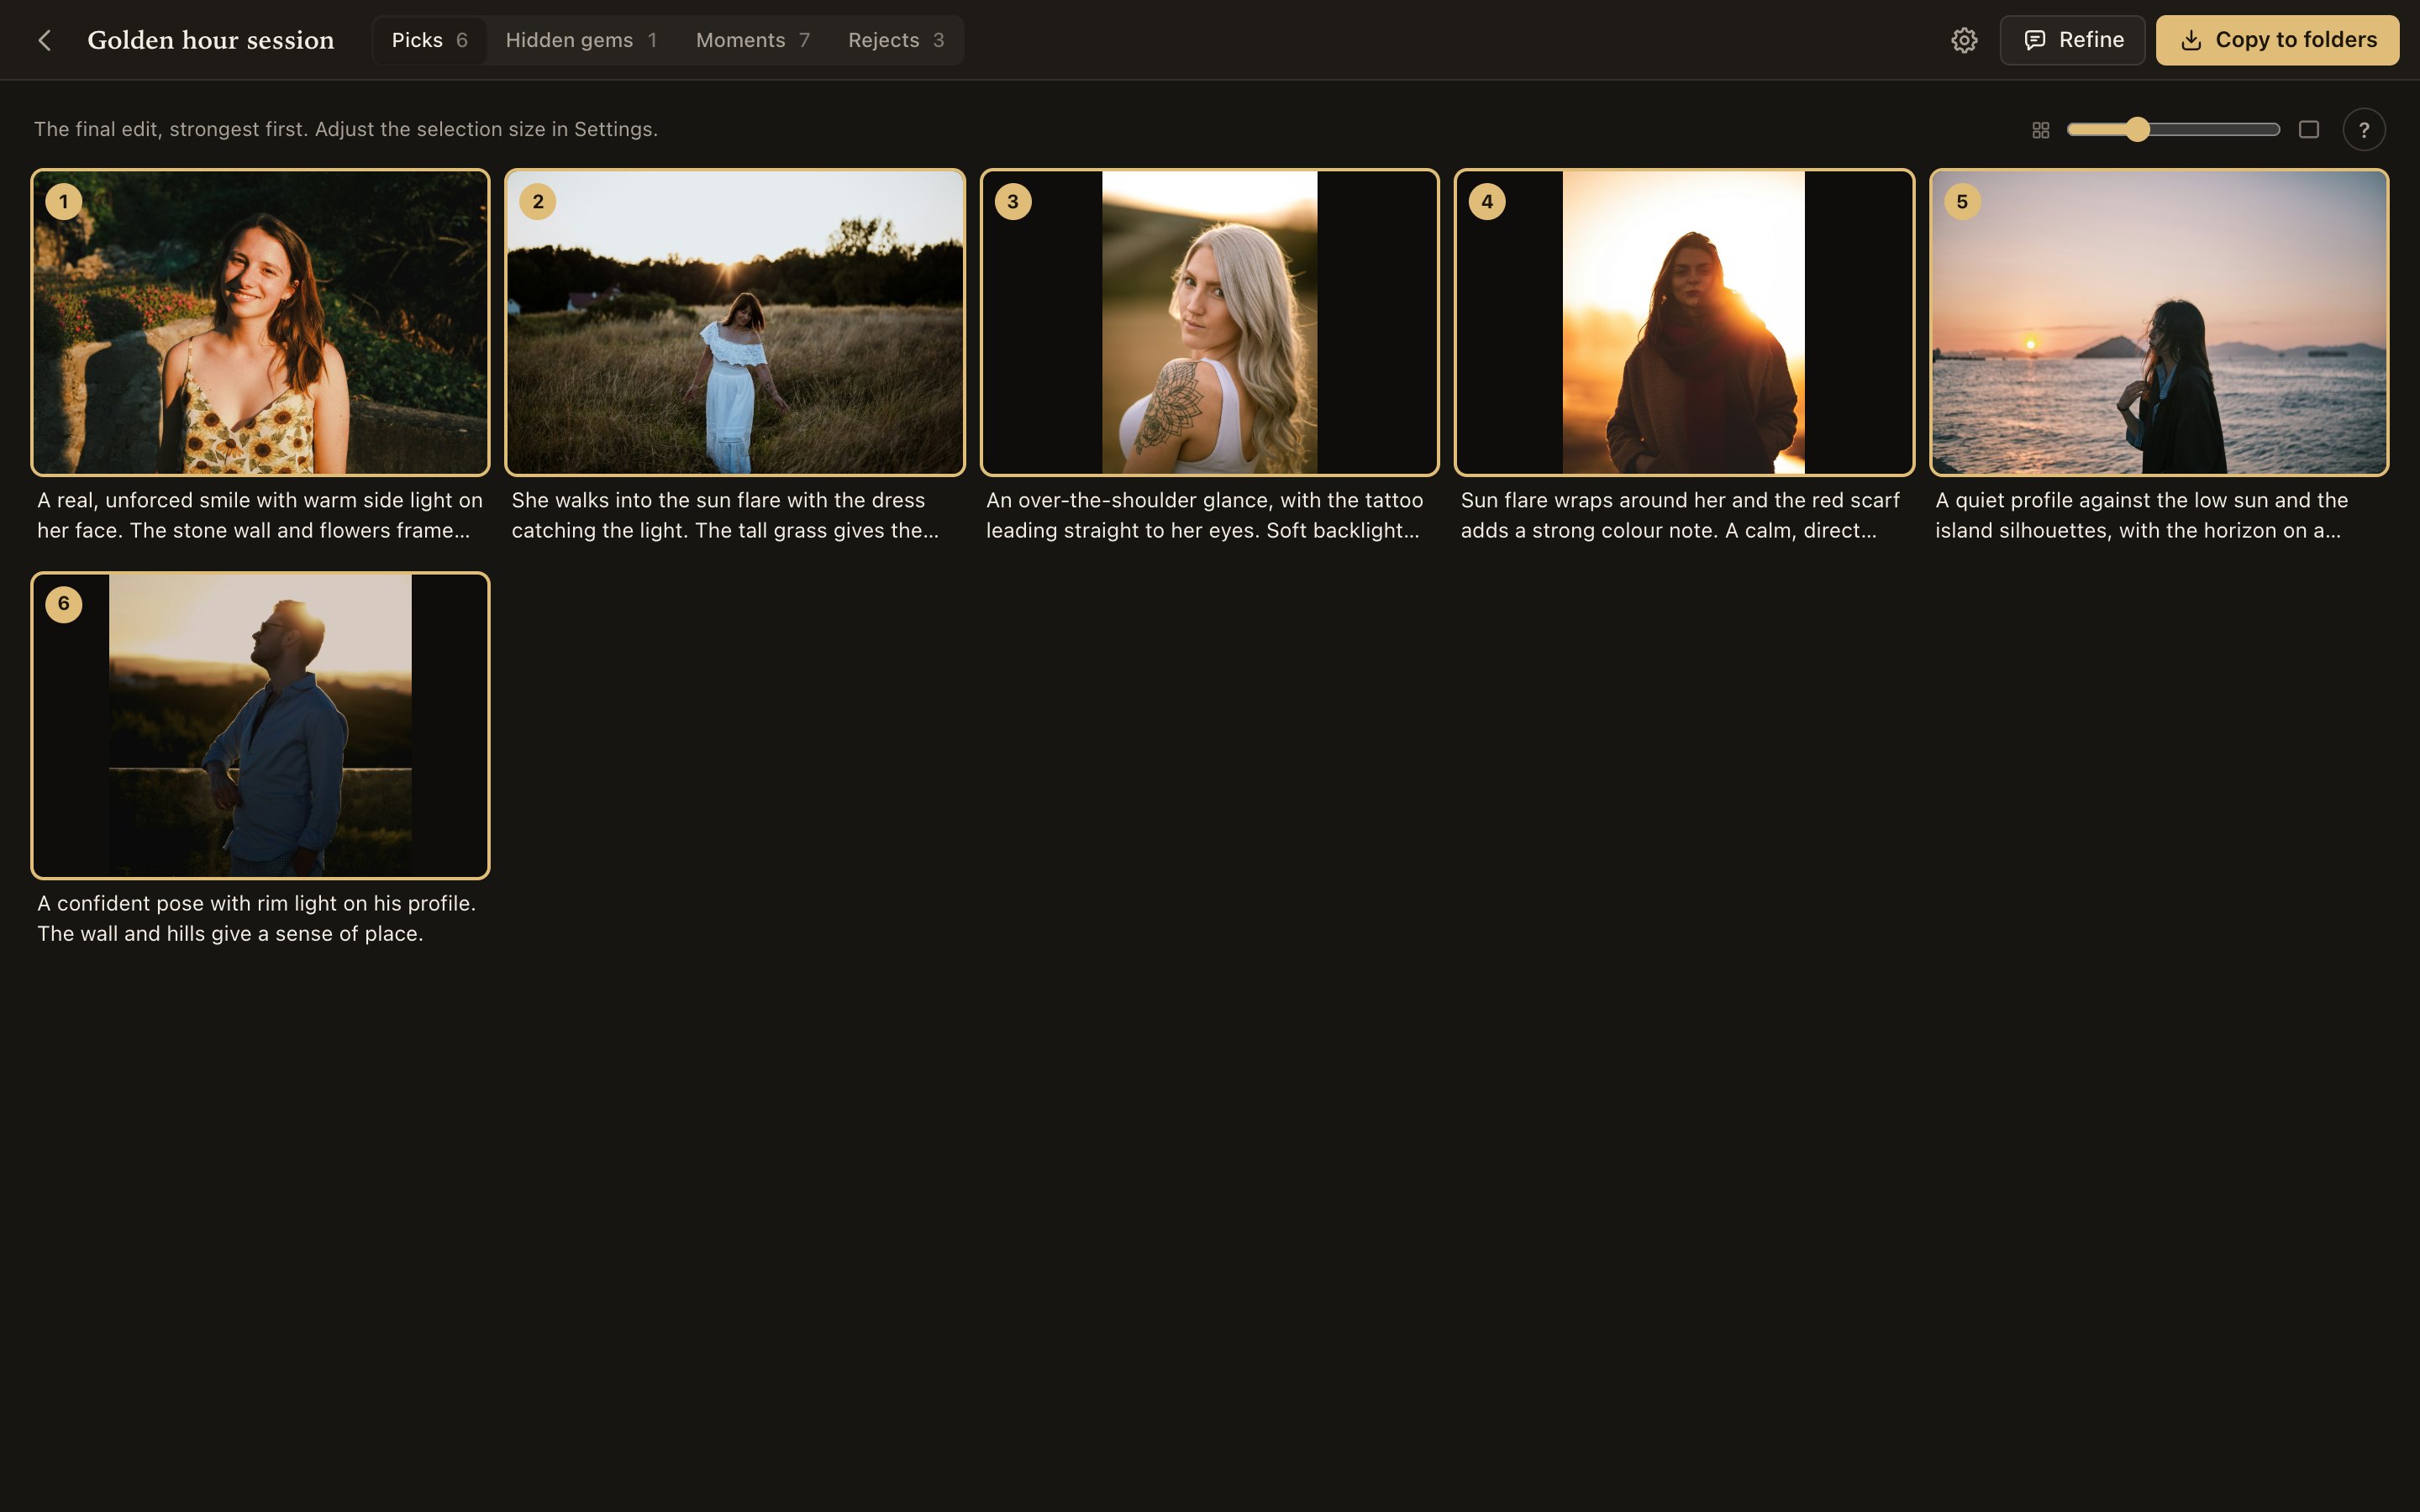 Golden hour session
Picks 6
Hidden gems 1
Moments 7
Rejects 3
Refine
Copy to folders
The final edit, strongest first. Adjust the selection size in Settings.
?
1
2
3
4
5
A real, unforced smile with warm side light on
her face. The stone wall and flowers frame...
She walks into the sun flare with the dress
catching the light. The tall grass gives the...
An over-the-shoulder glance, with the tattoo
leading straight to her eyes. Soft backlight...
Sun flare wraps around her and the red scarf
adds a strong colour note. A calm, direct...
A quiet profile against the low sun and the
island silhouettes, with the horizon on a...
6
A confident pose with rim light on his profile.
The wall and hills give a sense of place.